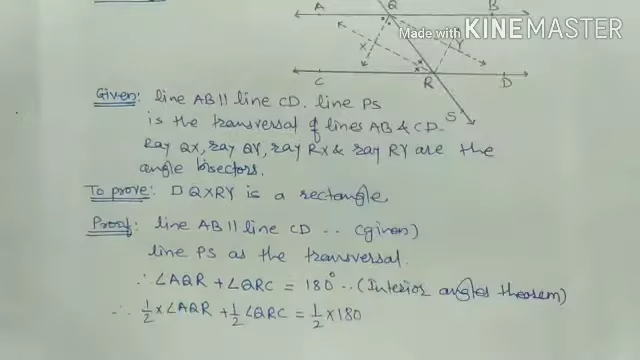 Made with KINEMASTER
A Q B
X Y
C R D
S
Given: line AB || line CD. line PS
is the transversal of lines AB & CD.
Ray QX, ray QY, ray RX & ray RY are the
angle bisectors.
To prove: □ QXRY is a rectangle.
Proof: line AB || line CD .. (given)
line PS as the transversal.
∴ ∠AQR + ∠QRC = 180° .. (Interior angles theorem)
∴ ½ × ∠AQR + ½ ∠QRC = ½ × 180